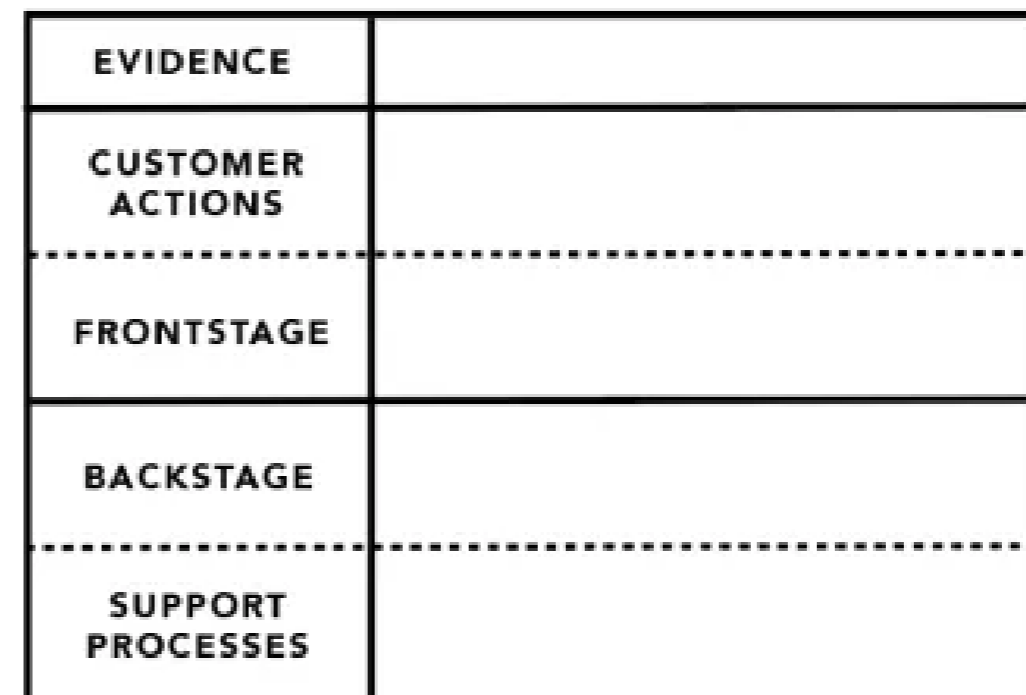 EVIDENCE
CUSTOMER
ACTIONS
FRONTSTAGE
BACKSTAGE
SUPPORT
PROCESSES